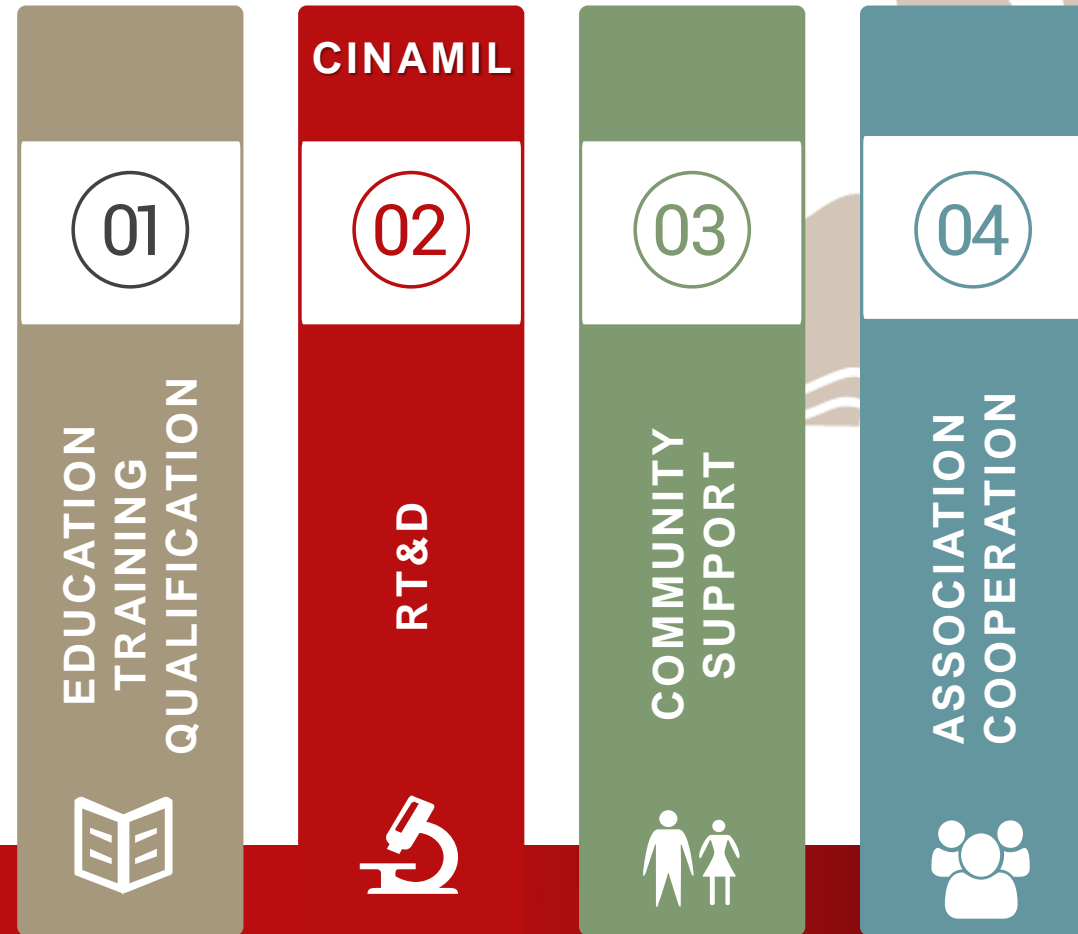 01
EDUCATION
TRAINING
QUALIFICATION
CINAMIL
02
RT&D
03
COMMUNITY
SUPPORT
04
ASSOCIATION
COOPERATION